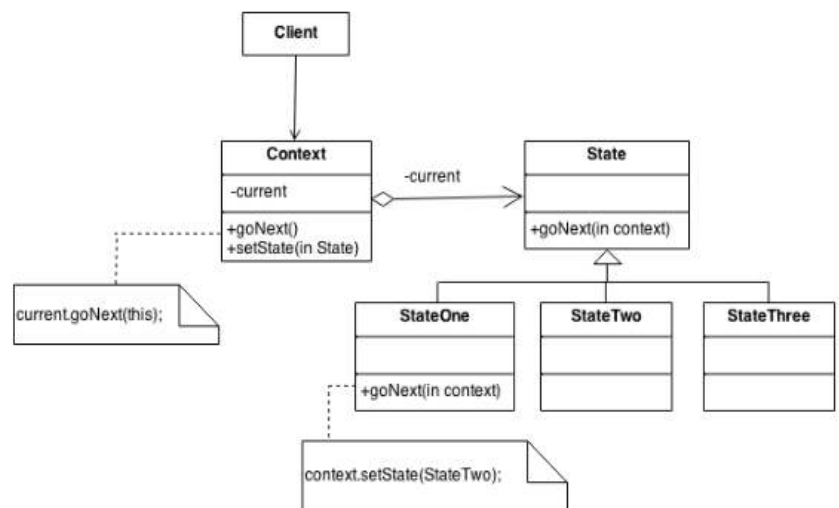 Client
Context
-current
+goNext()
+setState(in State)
-current
State
+goNext(in context)
current.goNext(this);
StateOne
+goNext(in context)
StateTwo
StateThree
context.setState(StateTwo);